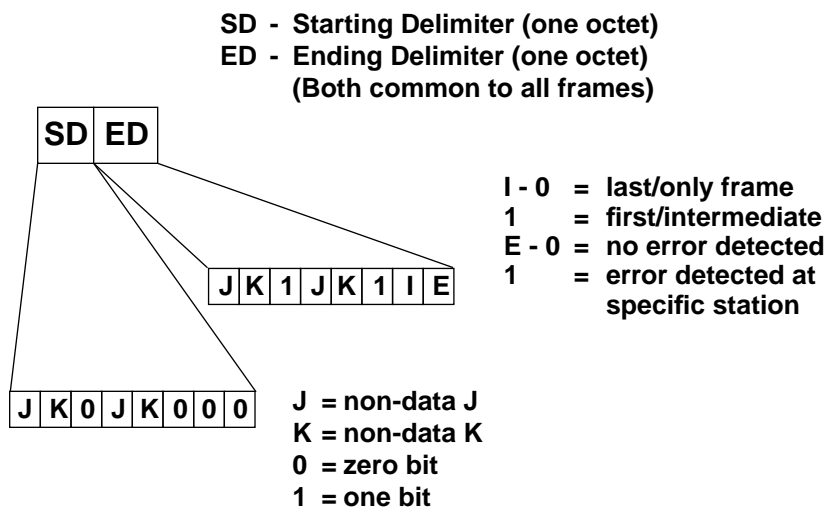 SD - Starting Delimiter (one octet)
ED - Ending Delimiter (one octet)
(Both common to all frames)
SD ED
I - 0 = last/only frame
1 = first/intermediate
E - 0 = no error detected
1 = error detected at
specific station
J K 1 J K 1 I E
J K 0 J K 0 0 0
J = non-data J
K = non-data K
0 = zero bit
1 = one bit